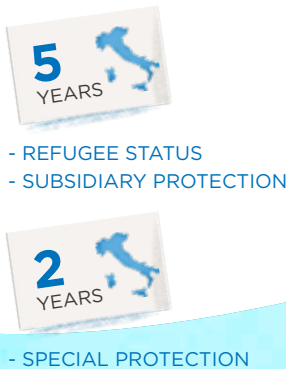 5
YEARS
- REFUGEE STATUS
- SUBSIDIARY PROTECTION
2
YEARS
- SPECIAL PROTECTION